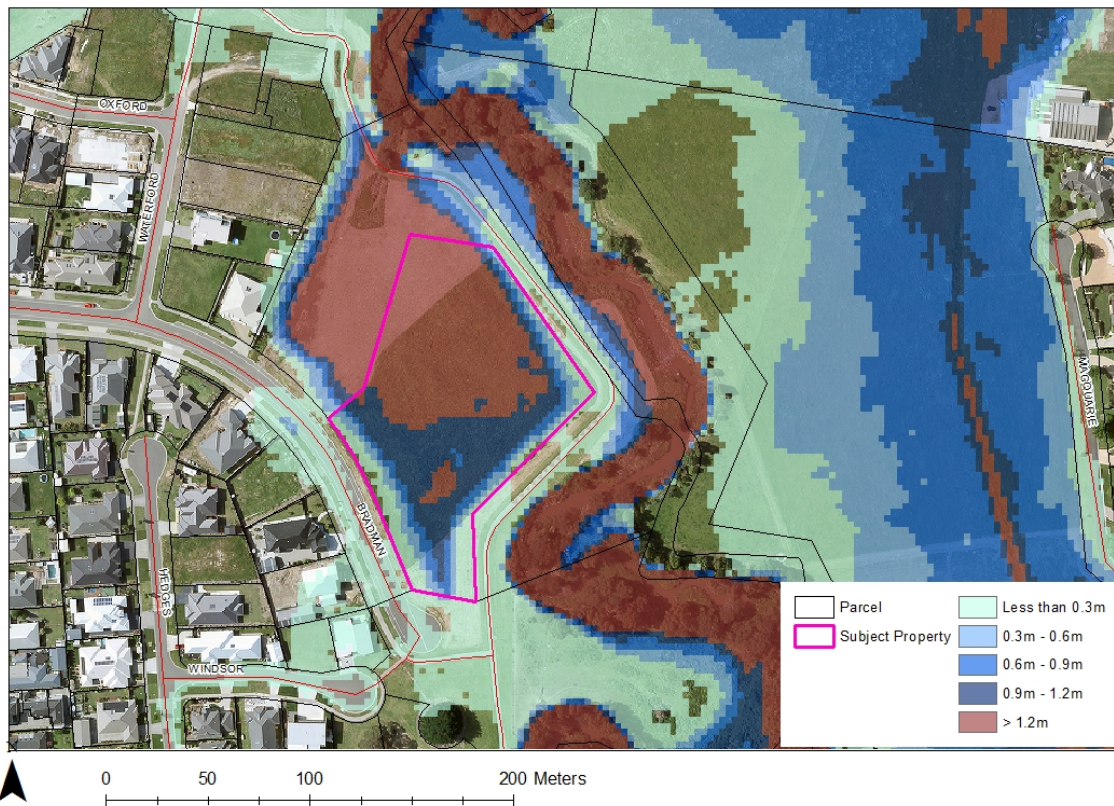 OXFORD
WATERFORD
MACQUARIE
BRADMAN
HEDGES
WINDSOR
Parcel
Subject Property
Less than 0.3m
0.3m - 0.6m
0.6m - 0.9m
0.9m - 1.2m
> 1.2m
0 50 100 200 Meters